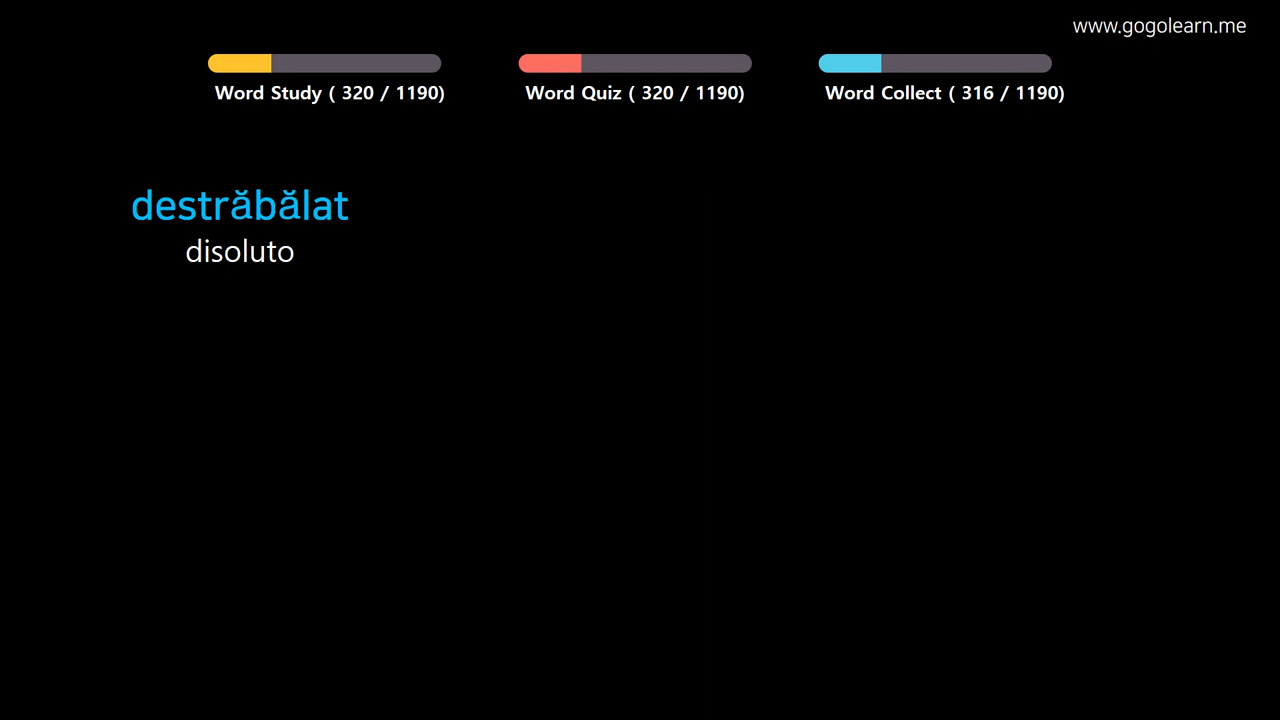 www.gogolearn.me
Word Study ( 320 / 1190)
Word Quiz ( 320 / 1190)
Word Collect ( 316 / 1190)
destrăbălat
disoluto